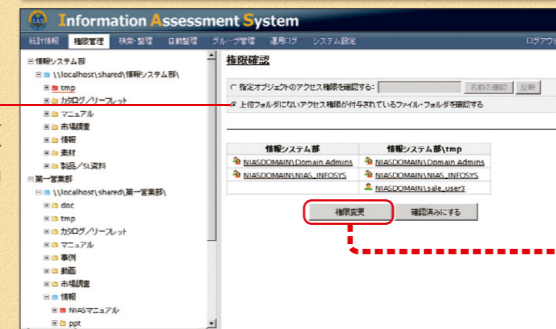 Information Assessment System
統計情報 権限管理 検索・整理 自動整理 グループ管理 運用ログ システム設定 ログアウ
情報システム部
\\localhost\shared\情報システム部\
tmp
カタログ/リーフレット
マニュアル
市場調査
情報
素材
製品/SI資料
第一営業部
\\localhost\shared\第一営業部\
doc
tmp
カタログ/リーフレット
マニュアル
事例
動画
市場調査
情報
NIASマニュアル
ppt
権限確認
指定オブジェクトのアクセス権限を確認する: 名前の確認 反映
上位フォルダにないアクセス権限が付与されているファイル・フォルダを確認する
情報システム部 情報システム部\tmp
NIASDOMAIN\Domain Admins NIASDOMAIN\Domain Admins
NIASDOMAIN\NIAS_INFOSYS NIASDOMAIN\NIAS_INFOSYS
NIASDOMAIN\sale_user3
権限変更 確認済みにする